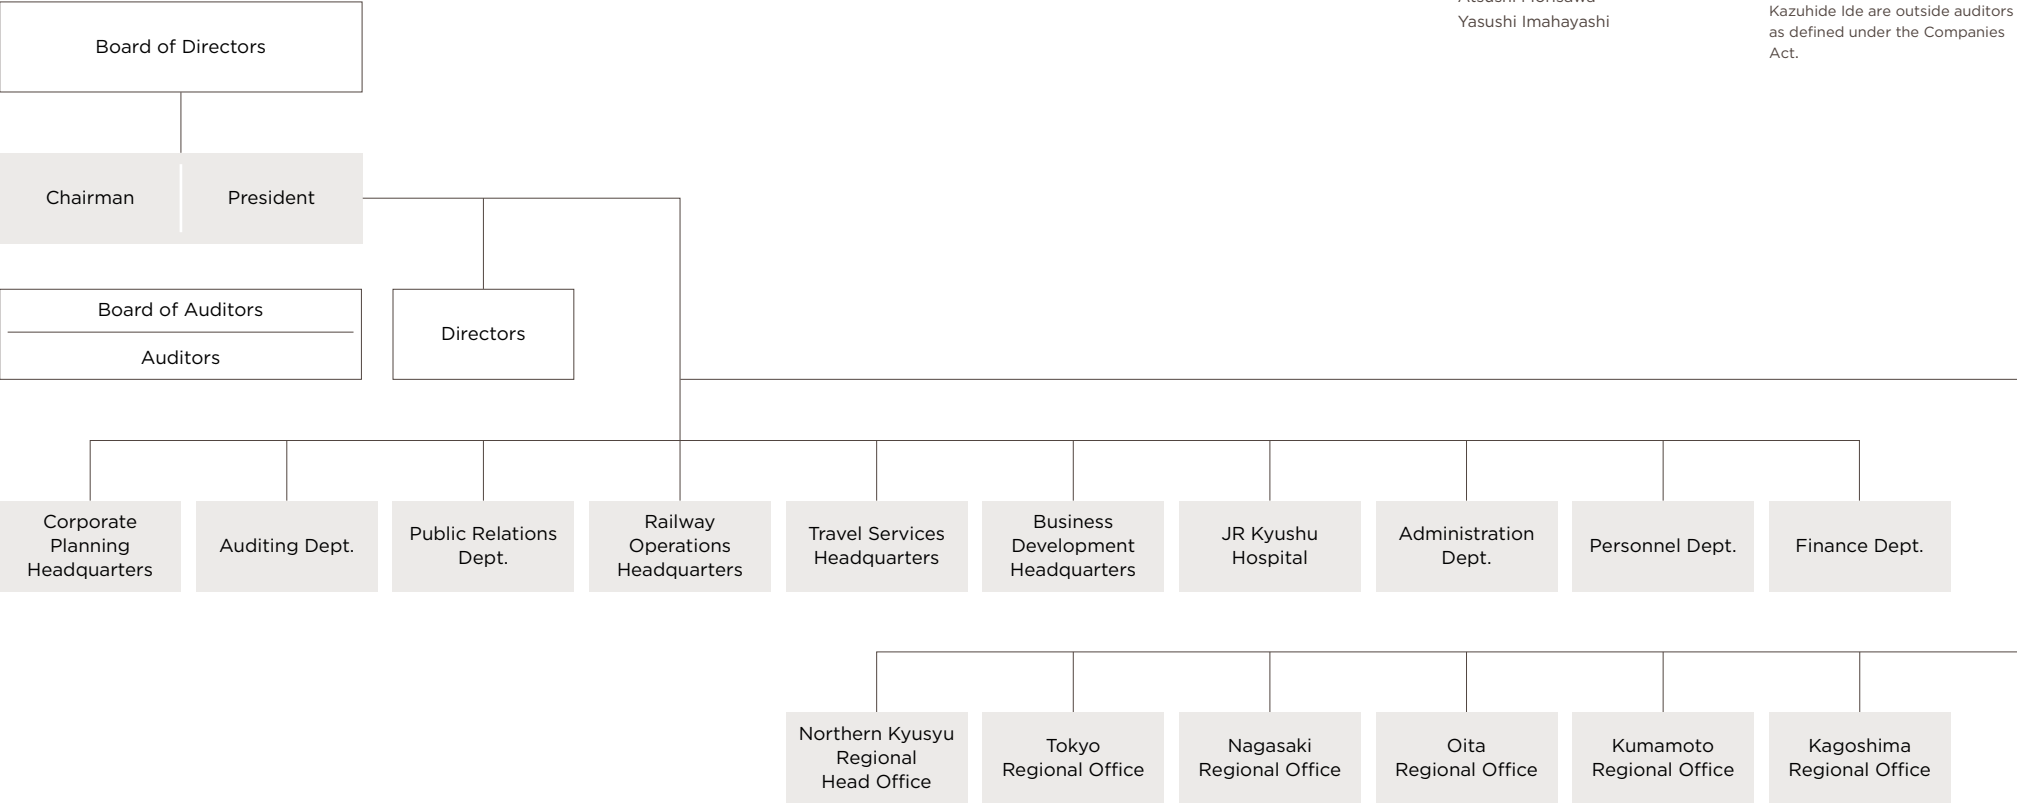 Yasushi Imahayashi
Kazuhide Ide are outside auditors
as defined under the Companies
Act.
Board of Directors
Chairman
President
Board of Auditors
Auditors
Directors
Corporate
Planning
Headquarters
Auditing Dept.
Public Relations
Dept.
Railway
Operations
Headquarters
Travel Services
Headquarters
Business
Development
Headquarters
JR Kyushu
Hospital
Administration
Dept.
Personnel Dept.
Finance Dept.
Northern Kyusyu
Regional
Head Office
Tokyo
Regional Office
Nagasaki
Regional Office
Oita
Regional Office
Kumamoto
Regional Office
Kagoshima
Regional Office